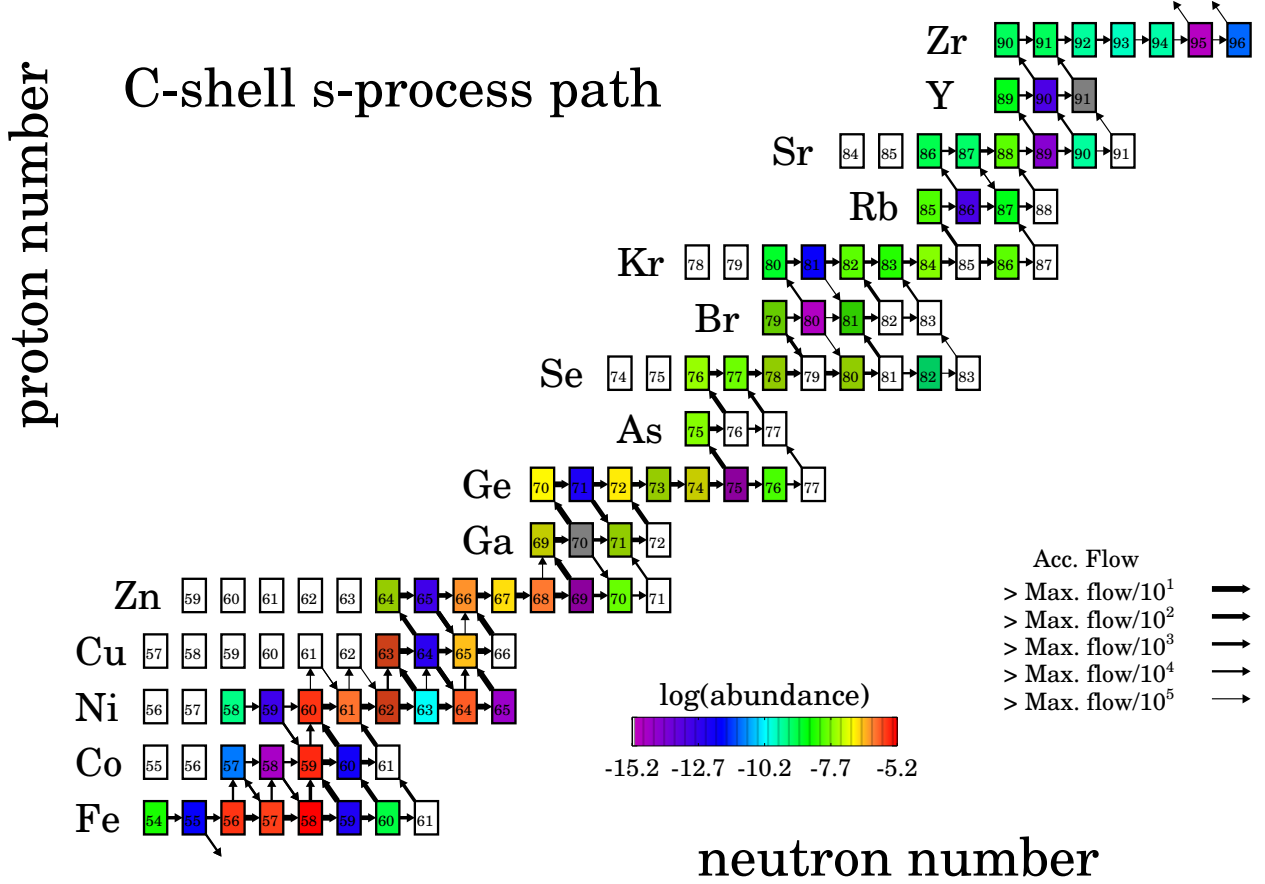 C-shell s-process path
proton number
Zr 90 91 92 93 94 95 96
Y 89 90 91
Sr 84 85 86 87 88 89 90 91
Rb 85 86 87 88
Kr 78 79 80 81 82 83 84 85 86 87
Br 79 80 81 82 83
Se 74 75 76 77 78 79 80 81 82 83
As 75 76 77
Ge 70 71 72 73 74 75 76 77
Ga 69 70 71 72
Zn 59 60 61 62 63 64 65 66 67 68 69 70 71
Cu 57 58 59 60 61 62 63 64 65 66
Ni 56 57 58 59 60 61 62 63 64 65
Co 55 56 57 58 59 60 61
Fe 54 55 56 57 58 59 60 61
Acc. Flow
> Max. flow/10¹
> Max. flow/10²
> Max. flow/10³
> Max. flow/10⁴
> Max. flow/10⁵
log(abundance)
-15.2 -12.7 -10.2 -7.7 -5.2
neutron number